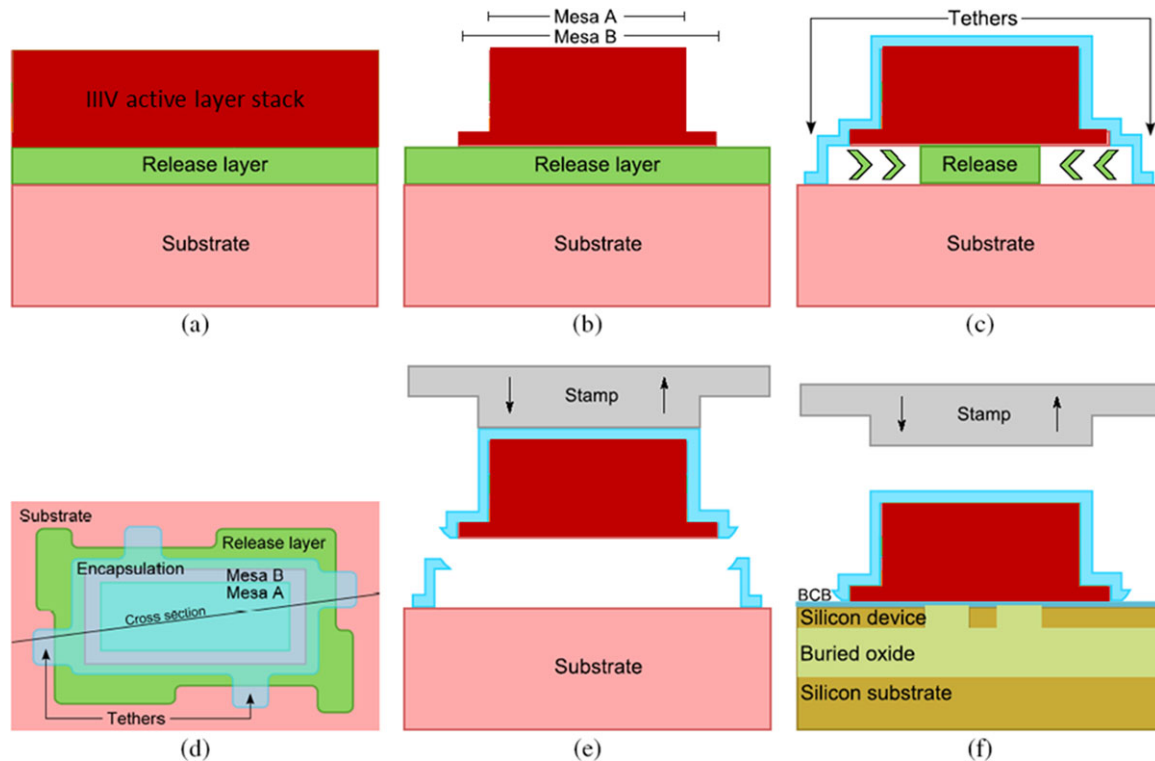 IIIV active layer stack
Release layer
Substrate
(a)
Mesa A
Mesa B
Release layer
Substrate
(b)
Tethers
Release
Substrate
(c)
Substrate
Release layer
Encapsulation
Mesa B
Mesa A
Cross section
Tethers
(d)
Stamp
Substrate
(e)
Stamp
BCB
Silicon device
Buried oxide
Silicon substrate
(f)